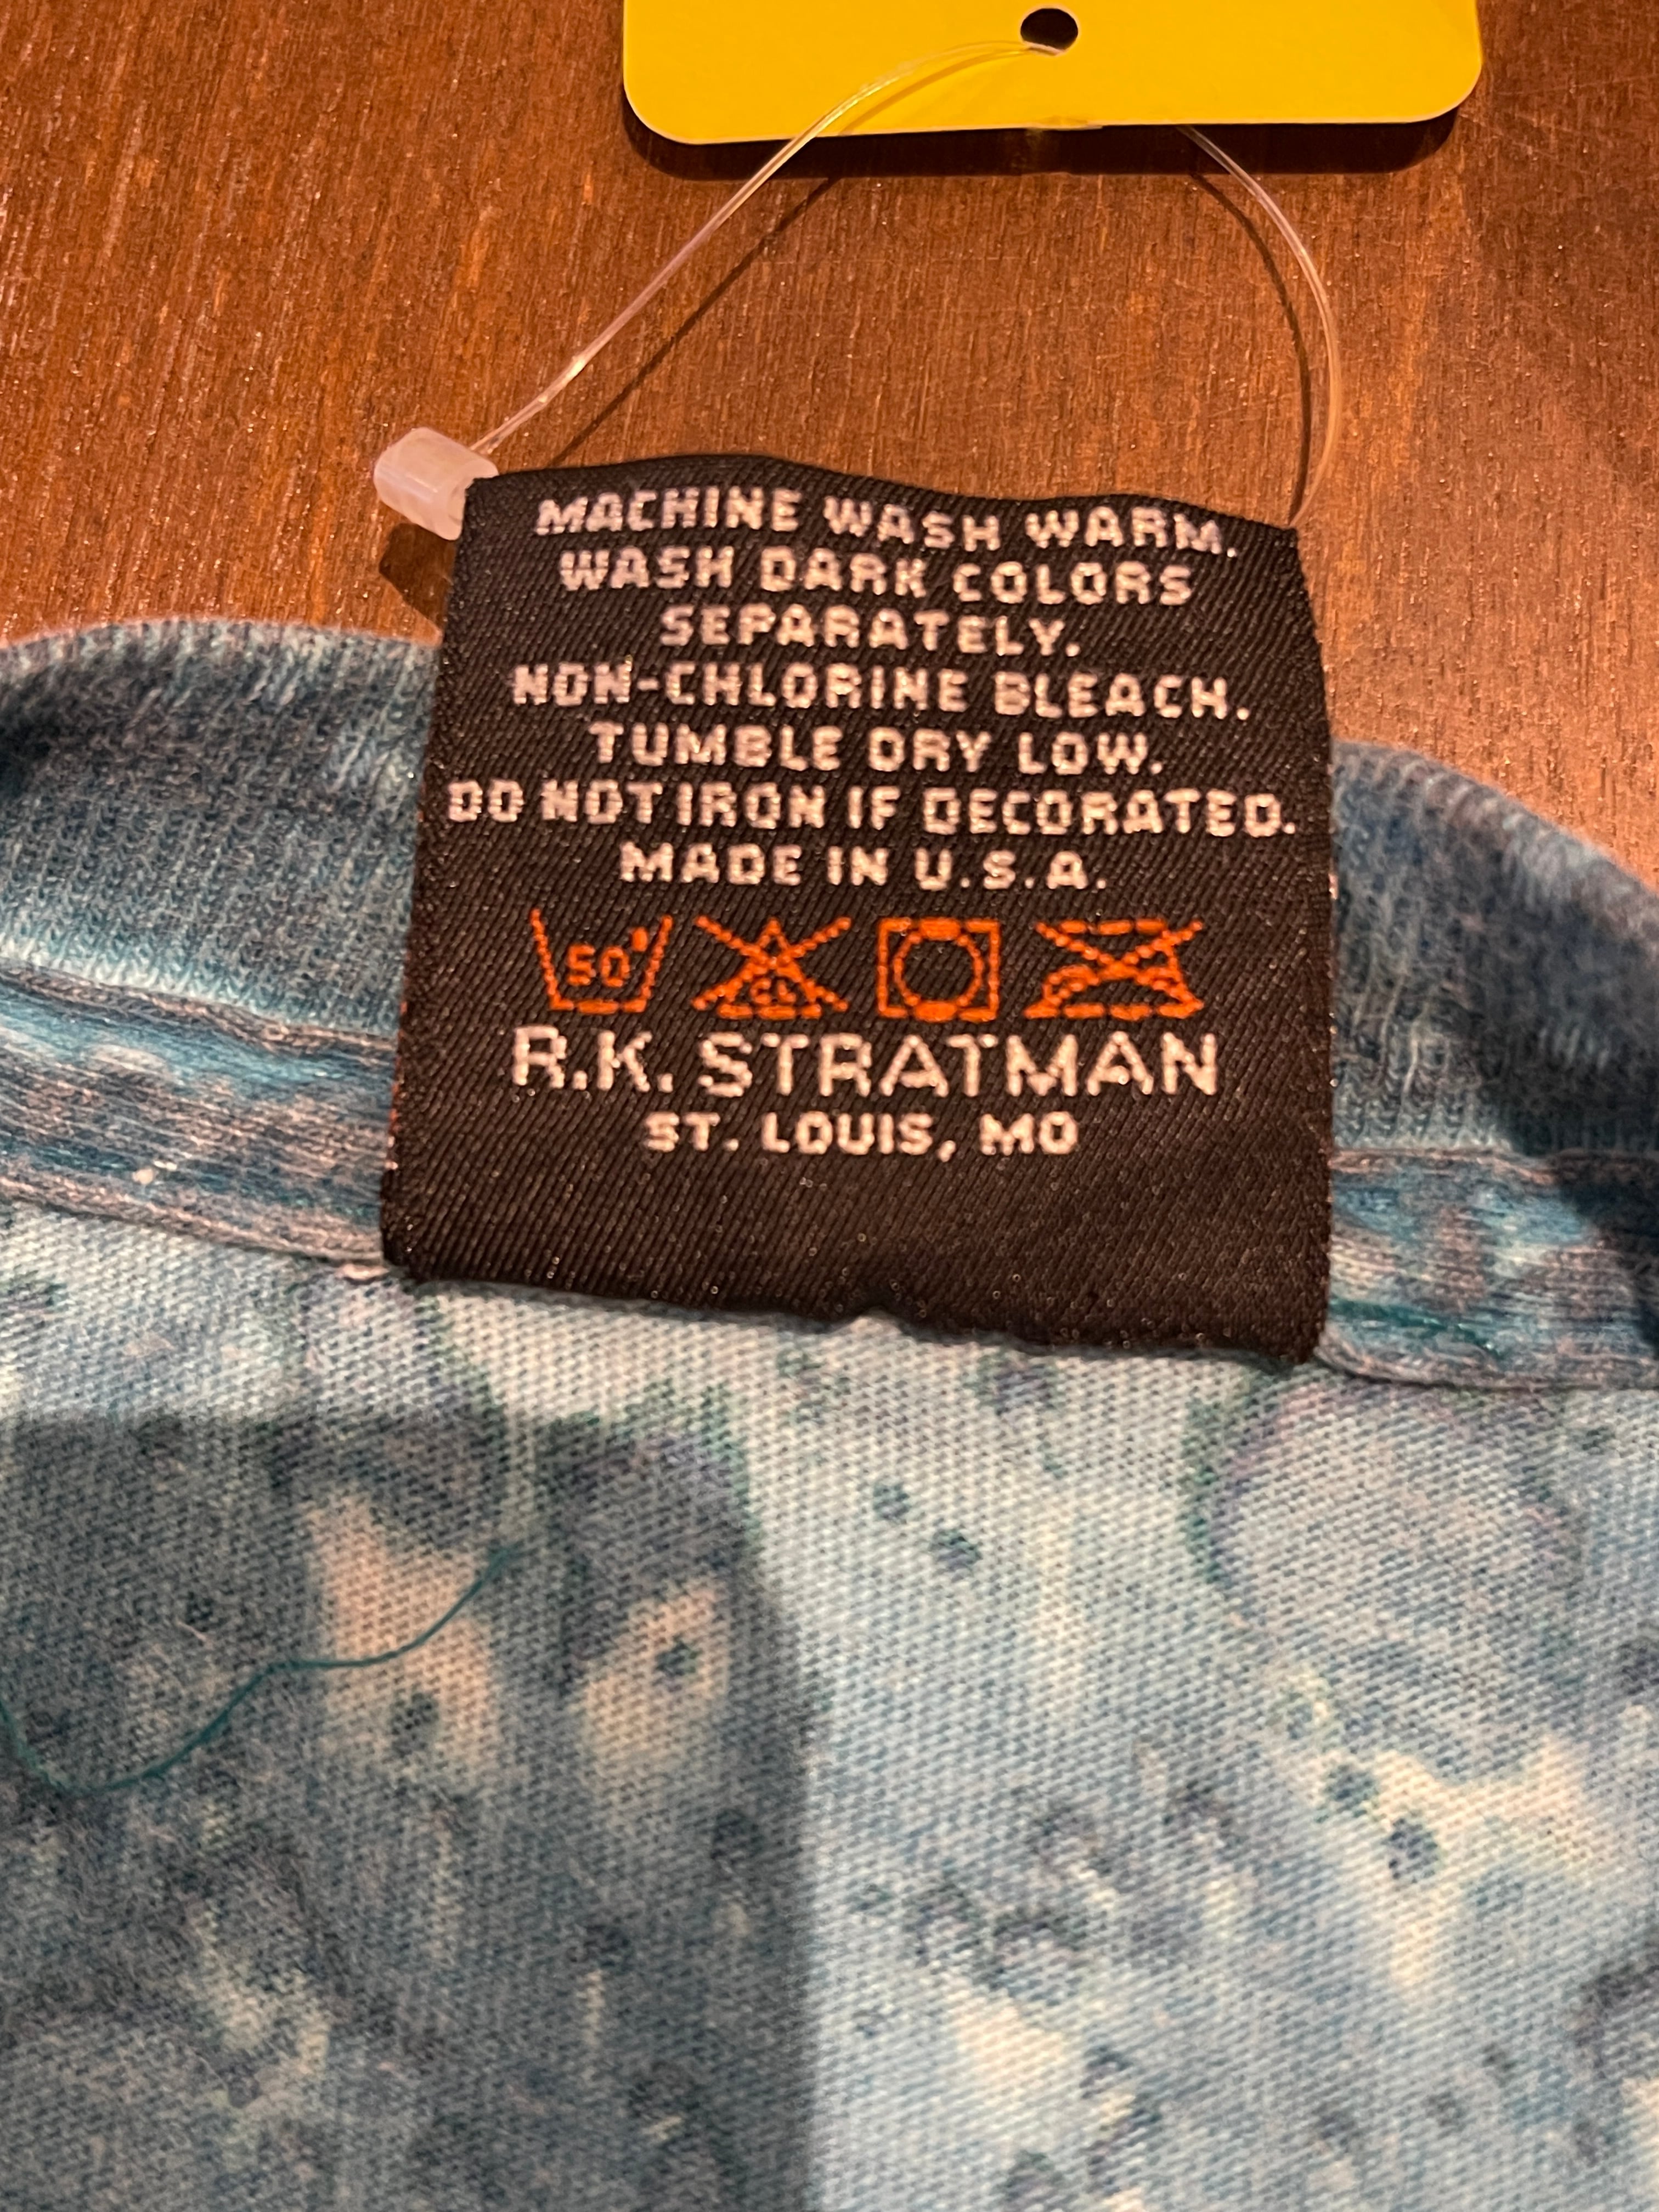 MACHINE WASH WARM.
WASH DARK COLORS
SEPARATELY.
NON-CHLORINE BLEACH.
TUMBLE DRY LOW.
DO NOT IRON IF DECORATED.
MADE IN U.S.A.
50°
CL
R.K. STRATMAN
ST. LOUIS, MO